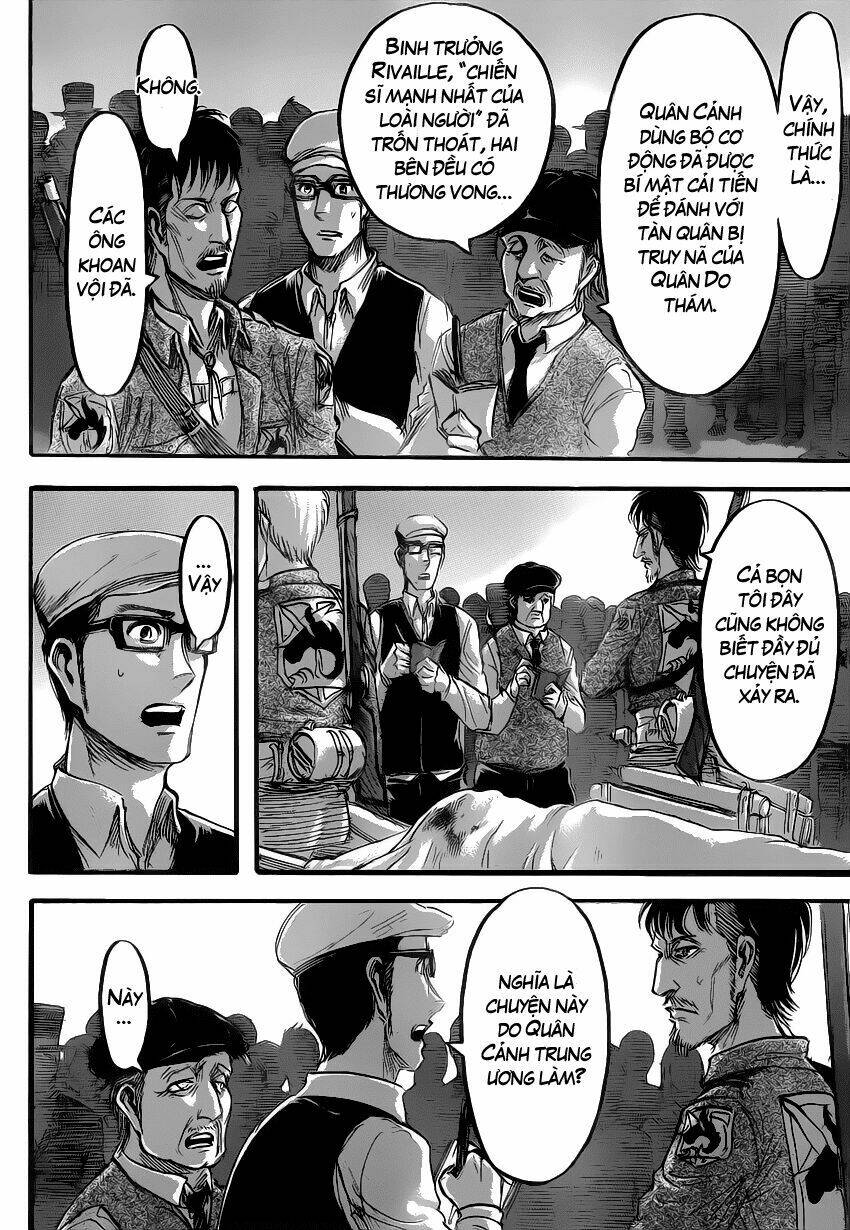 VẬY,
CHÍNH
THỨC
LÀ...
QUÂN CẢNH
DÙNG BỘ CƠ
ĐỘNG ĐÃ ĐƯỢC
BÍ MẬT CẢI TIẾN
ĐỂ ĐÁNH VỚI
TÀN QUÂN BỊ
TRUY NÃ CỦA
QUÂN DO
THÁM.
BINH TRƯỞNG
RIVAILLE, "CHIẾN
SĨ MẠNH NHẤT CỦA
LOÀI NGƯỜI" ĐÃ
TRỐN THOÁT, HAI
BÊN ĐỀU CÓ
THƯƠNG VONG...
KHÔNG.
CÁC
ÔNG
KHOAN
VỘI ĐÃ.
CẢ BỌN
TÔI ĐÂY
CŨNG KHÔNG
BIẾT ĐẦY ĐỦ
CHUYỆN ĐÃ
XẢY RA.
...
VẬY
NGHĨA LÀ
CHUYỆN NÀY
DO QUÂN
CẢNH TRUNG
ƯƠNG LÀM?
NÀY
...